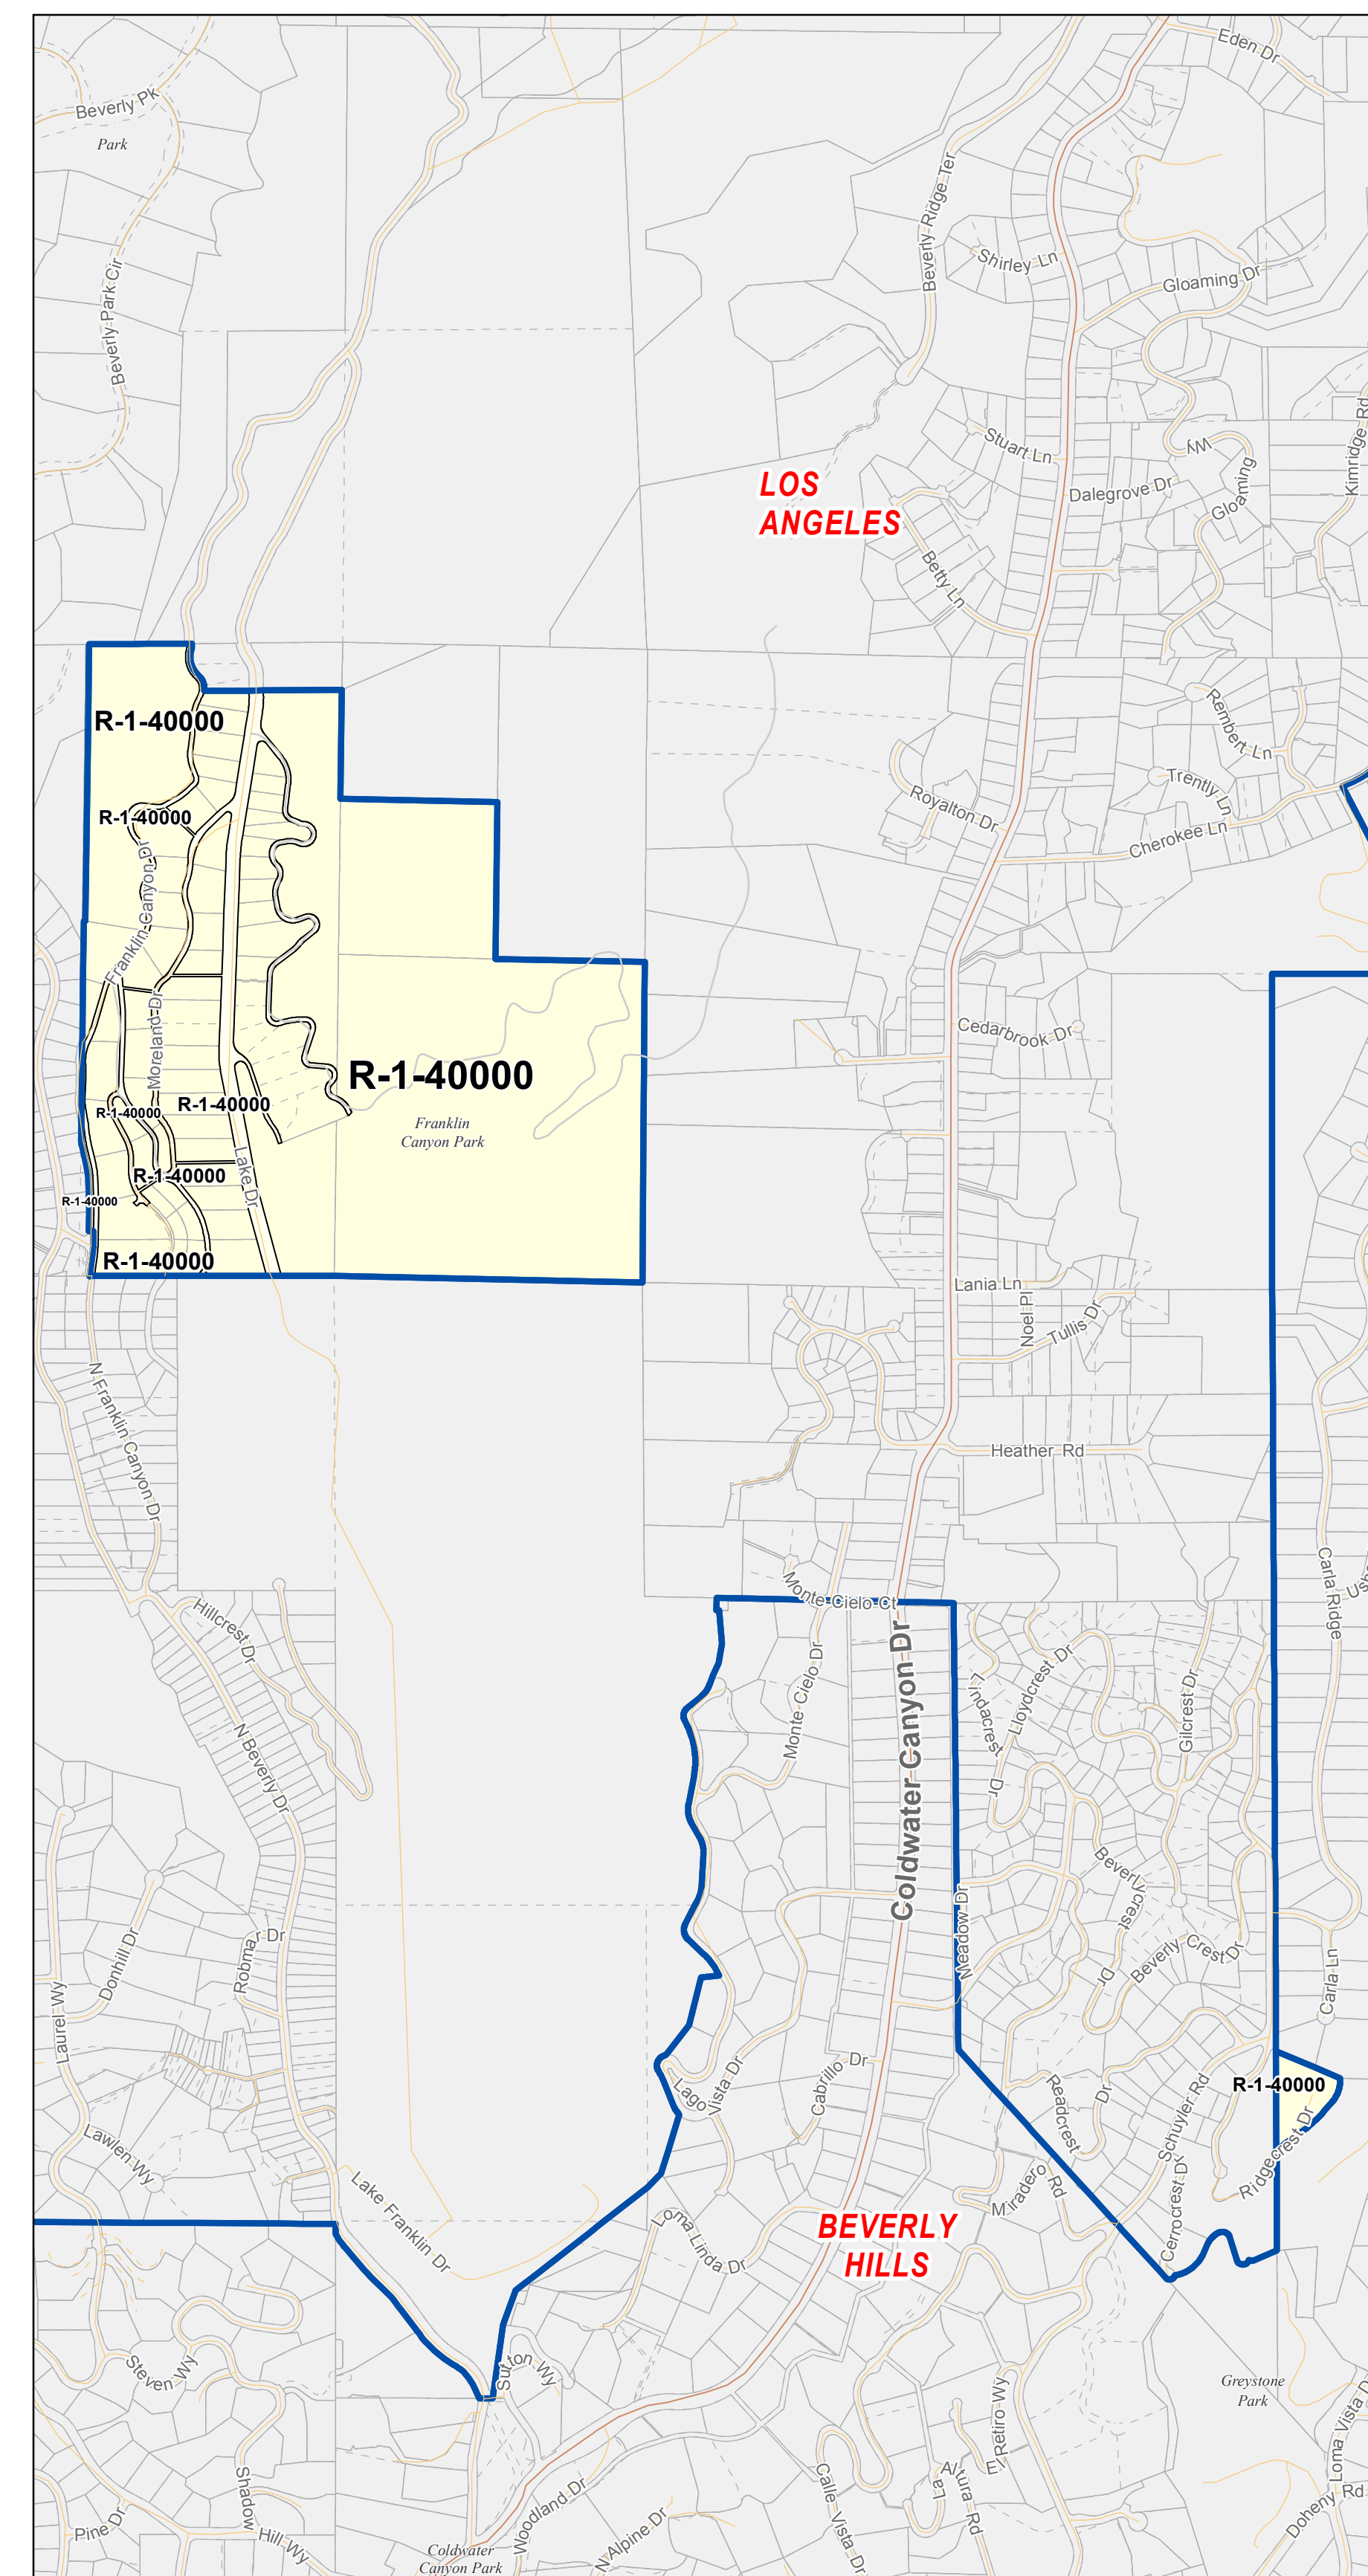 Eden Dr
Beverly Pk
Park
Beverly Ridge Ter
Shirley Ln
Gloaming Dr
Beverly Park Cir
Kimridge Rd
Stuart Ln
Wy
Gloaming
Dalegrove Dr
LOS
ANGELES
Betty Ln
Rembert Ln
R-1-40000
Trently Ln
Royalton Dr
R-1-40000
Cherokee Ln
Franklin Canyon Dr
Moreland Dr
Cedarbrook Dr
R-1-40000
R-1-40000
R-1-40000
Franklin
Canyon Park
R-1-40000
Lake Dr
R-1-40000
R-1-40000
Lania Ln
Noel Pl
Tullis Dr
N Franklin Canyon Dr
Heather Rd
Carla Ridge
Monte Cielo Ct
Hillcrest Dr
Coldwater Canyon Dr
Monte Cielo Dr
Lindacrest Dr
Lloydcrest Dr
Gilcrest Dr
N Beverly Dr
Beverlycrest Dr
Meadow Dr
Robmar Dr
Donhill Dr
Beverly Crest Dr
Laurel Wy
Carla Ln
Cabrillo Dr
Lago Vista Dr
Readcrest Dr
R-1-40000
Schuyler Rd
Lawlen Wy
Ridgecrest Dr
Miradero Rd
Cerrocrest Dr
Lake Franklin Dr
Loma Linda Dr
BEVERLY
HILLS
Sutton Wy
Steven Wy
Greystone
Park
El Retiro Wy
La Altura Rd
Loma Vista Dr
Shadow Hill Wy
Pine Dr
Calle Vista Dr
Woodland Dr
N Alpine Dr
Doheny Rd
Coldwater
Canyon Park